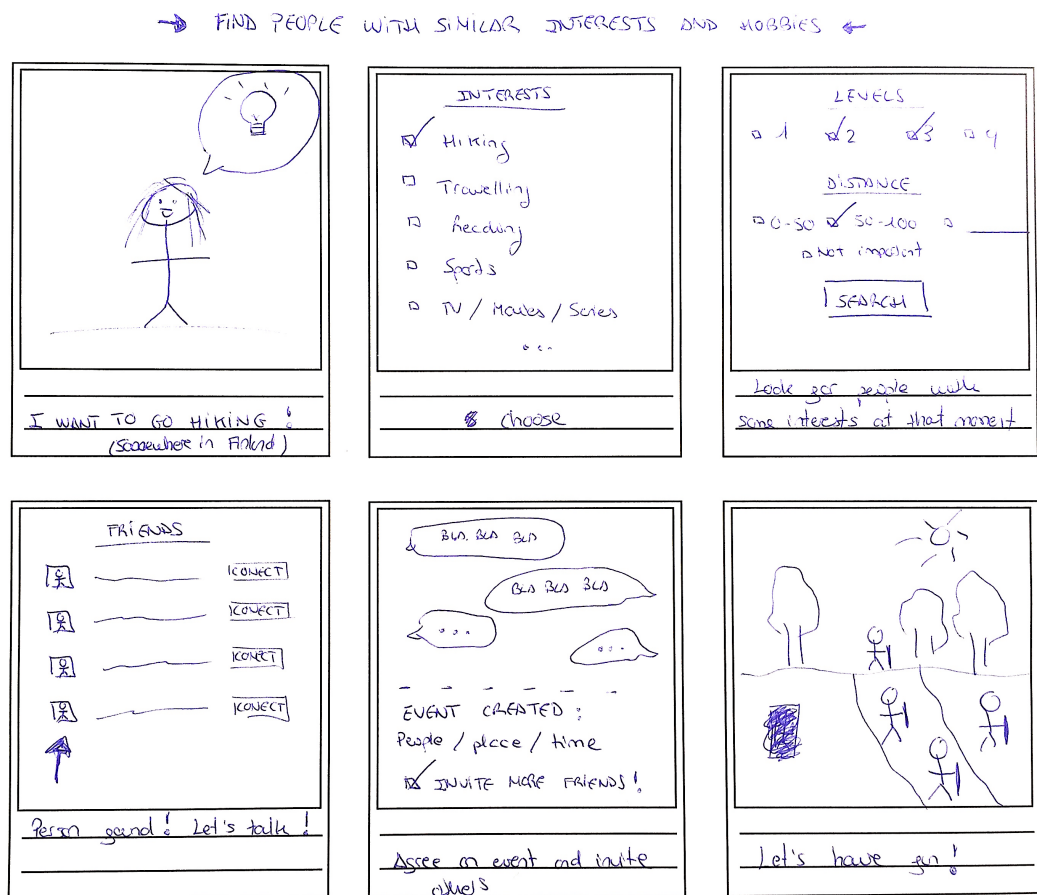 FIND PEOPLE WITH SIMILAR INTERESTS AND HOBBIES
I WANT TO GO HIKING!
(Somewhere in Finland)
INTERESTS
Hiking
Travelling
Reading
Sports
TV / Movies / Series
...
choose
LEVELS
1 2 3 4
DISTANCE
0-50 50-100
Not important
SEARCH
Look for people with
same interests at that moment
FRIENDS
CONECT
CONECT
CONECT
CONECT
Person found! Let's talk!
BLA BLA BLA
BLA BLA BLA
...
...
EVENT CREATED:
People / place / time
INVITE MORE FRIENDS!
Agree on event and invite
others
Let's have fun!